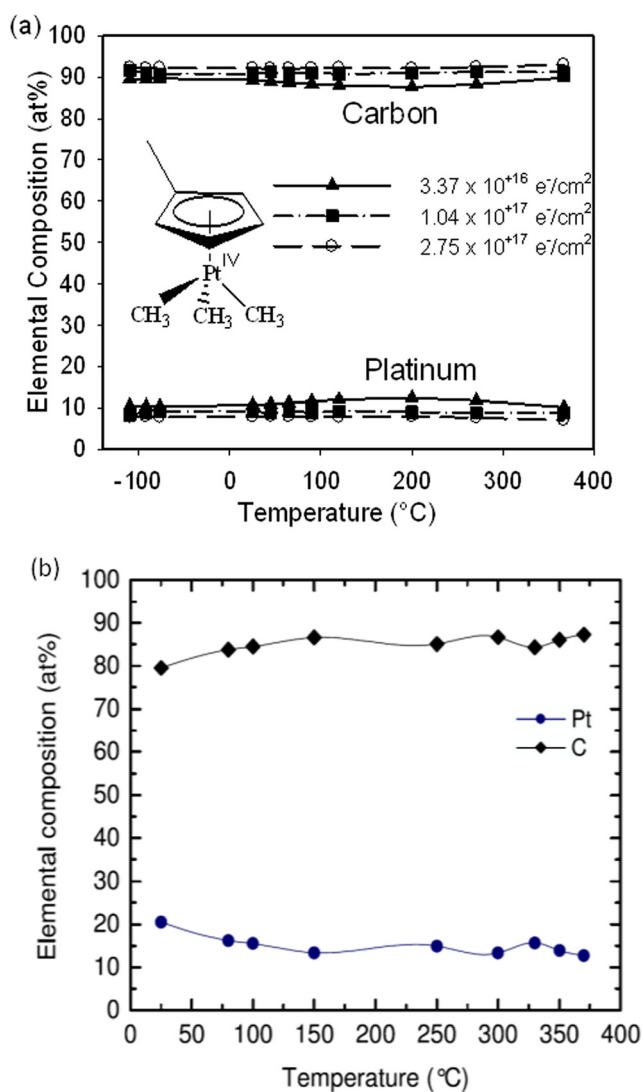 (a)
100
90
80
70
60
50
40
30
20
10
0
Elemental Composition (at%)
Carbon
3.37 x 10+16 e-/cm2
1.04 x 10+17 e-/cm2
2.75 x 10+17 e-/cm2
PtIV
CH3 CH3 CH3
Platinum
-100 0 100 200 300 400
Temperature (°C)
(b)
100
90
80
70
60
50
40
30
20
10
0
Elemental composition (at%)
Pt
C
0 50 100 150 200 250 300 350 400
Temperature (°C)